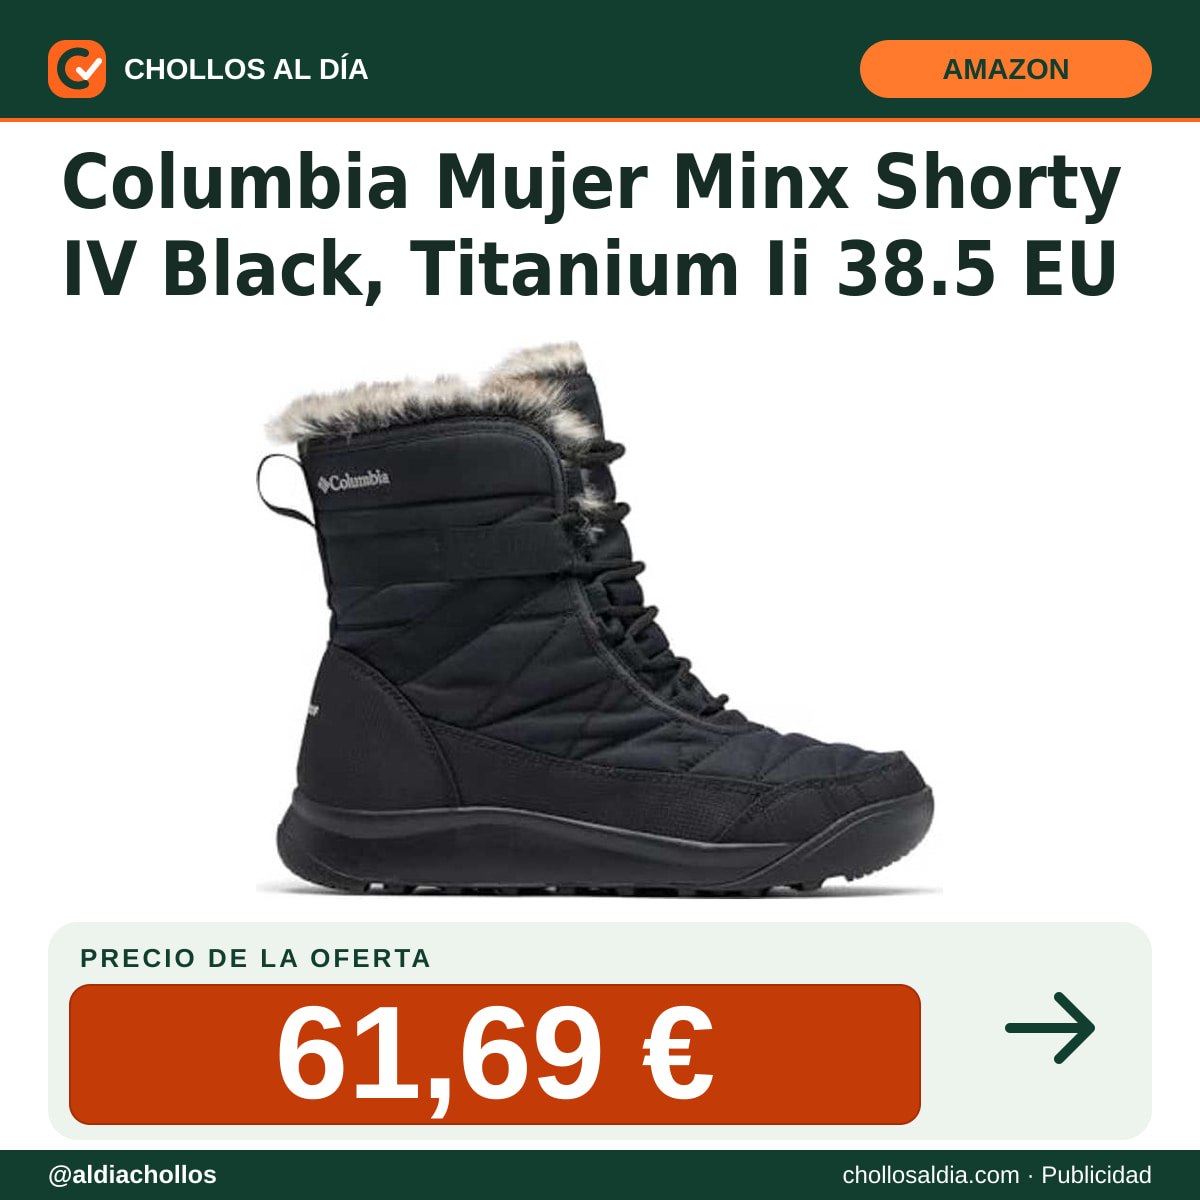 CHOLLOS AL DÍA
AMAZON
Columbia Mujer Minx Shorty
IV Black, Titanium Ii 38.5 EU
Columbia
PRECIO DE LA OFERTA
61,69 €
@aldiachollos
chollosaldia.com · Publicidad